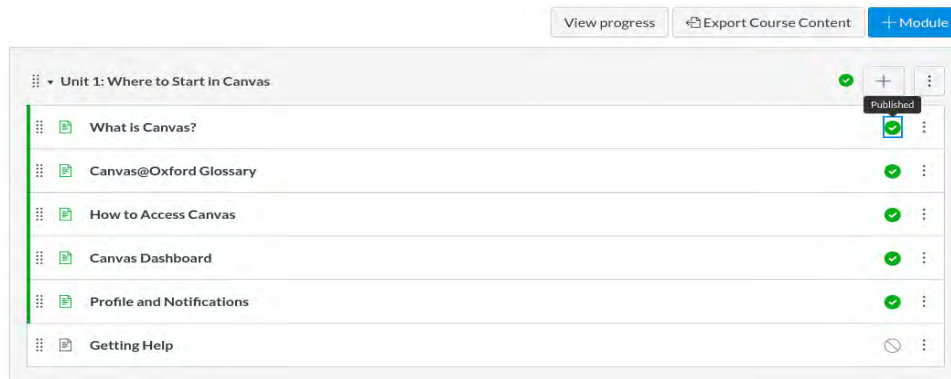 View progress
Export Course Content
+ Module
Unit 1: Where to Start in Canvas
Published
What is Canvas?
Canvas@Oxford Glossary
How to Access Canvas
Canvas Dashboard
Profile and Notifications
Getting Help